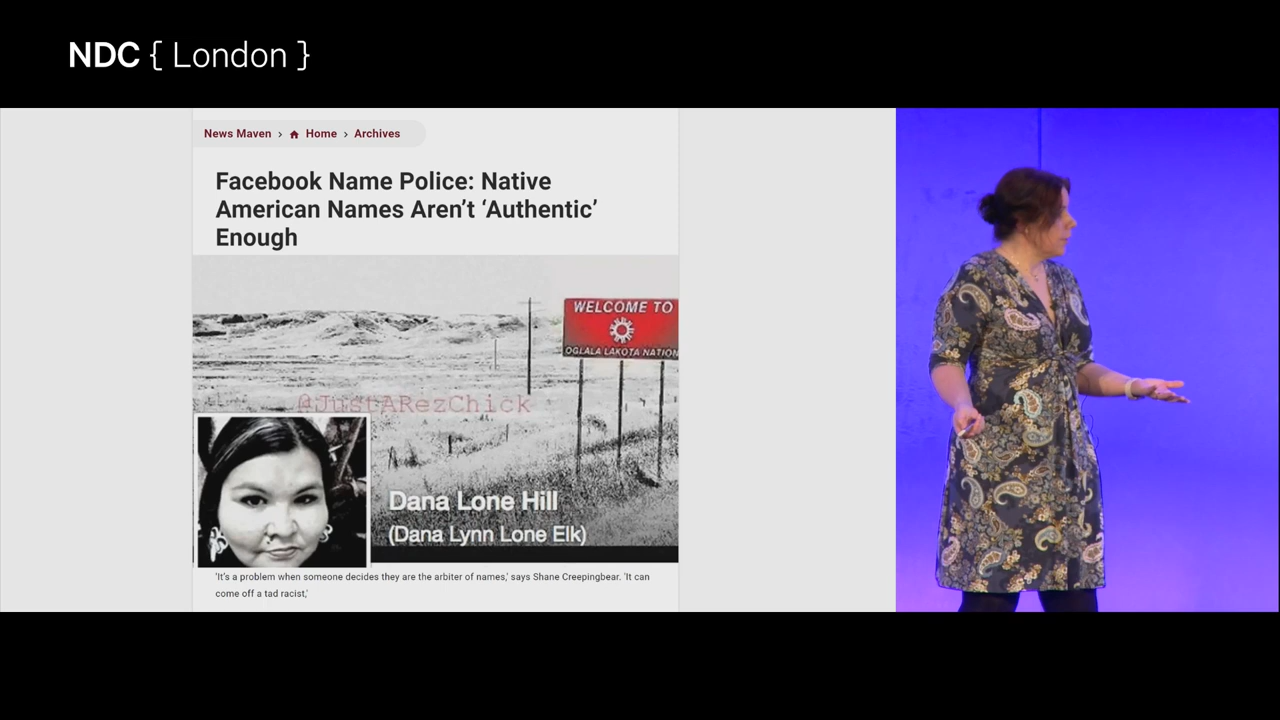 NDC { London }
News Maven > Home > Archives
Facebook Name Police: Native
American Names Aren’t ‘Authentic’
Enough
WELCOME TO
OGLALA LAKOTA NATION
@JustARezChick
Dana Lone Hill
(Dana Lynn Lone Elk)
'It's a problem when someone decides they are the arbiter of names,' says Shane Creepingbear. 'It can
come off a tad racist,'